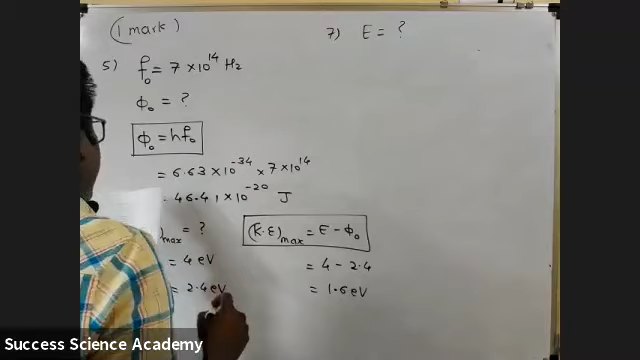 (1 mark)
5) f₀ = 7 × 10¹⁴ Hz
ϕ₀ = ?
ϕ₀ = hf₀
= 6.63 × 10⁻³⁴ × 7 × 10¹⁴
46.41 × 10⁻²⁰ J
)max = ?
= 4 eV
= 2.4 eV
(K.E)max = E - ϕ₀
= 4 - 2.4
= 1.6 eV
7) E = ?
Success Science Academy